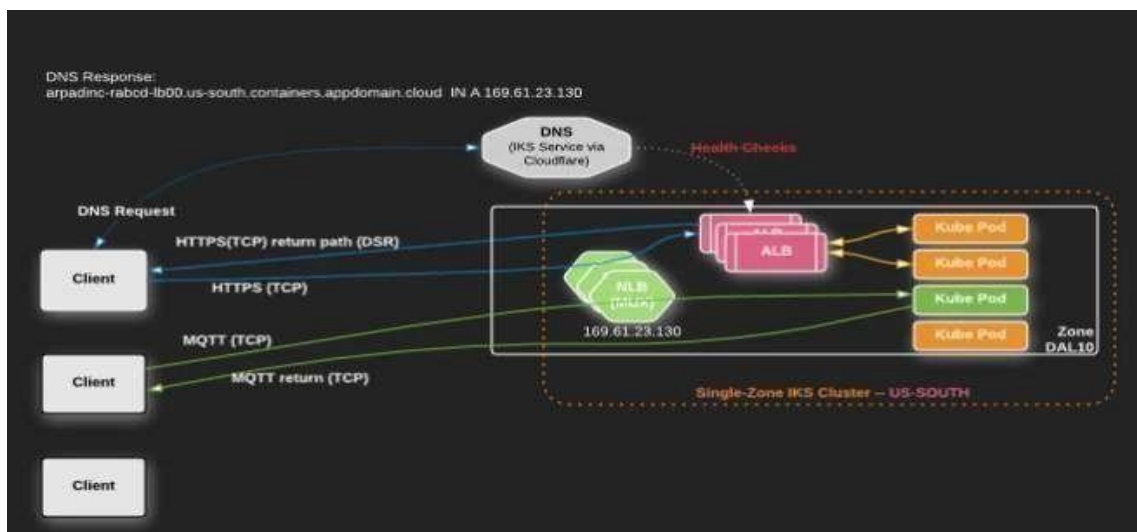 DNS Response:
arpadinc-rabcd-lb00.us-south.containers.appdomain.cloud IN A 169.61.23.130
DNS
(IKS Service via
Cloudflare)
Health Checks
DNS Request
HTTPS(TCP) return path (DSR)
ALB
ALB
Kube Pod
Client
Kube Pod
HTTPS (TCP)
NLB
(MUX)
Kube Pod
169.61.23.130
MQTT (TCP)
Kube Pod
Zone
DAL10
Client
MQTT return (TCP)
Single-Zone IKS Cluster – US-SOUTH
Client